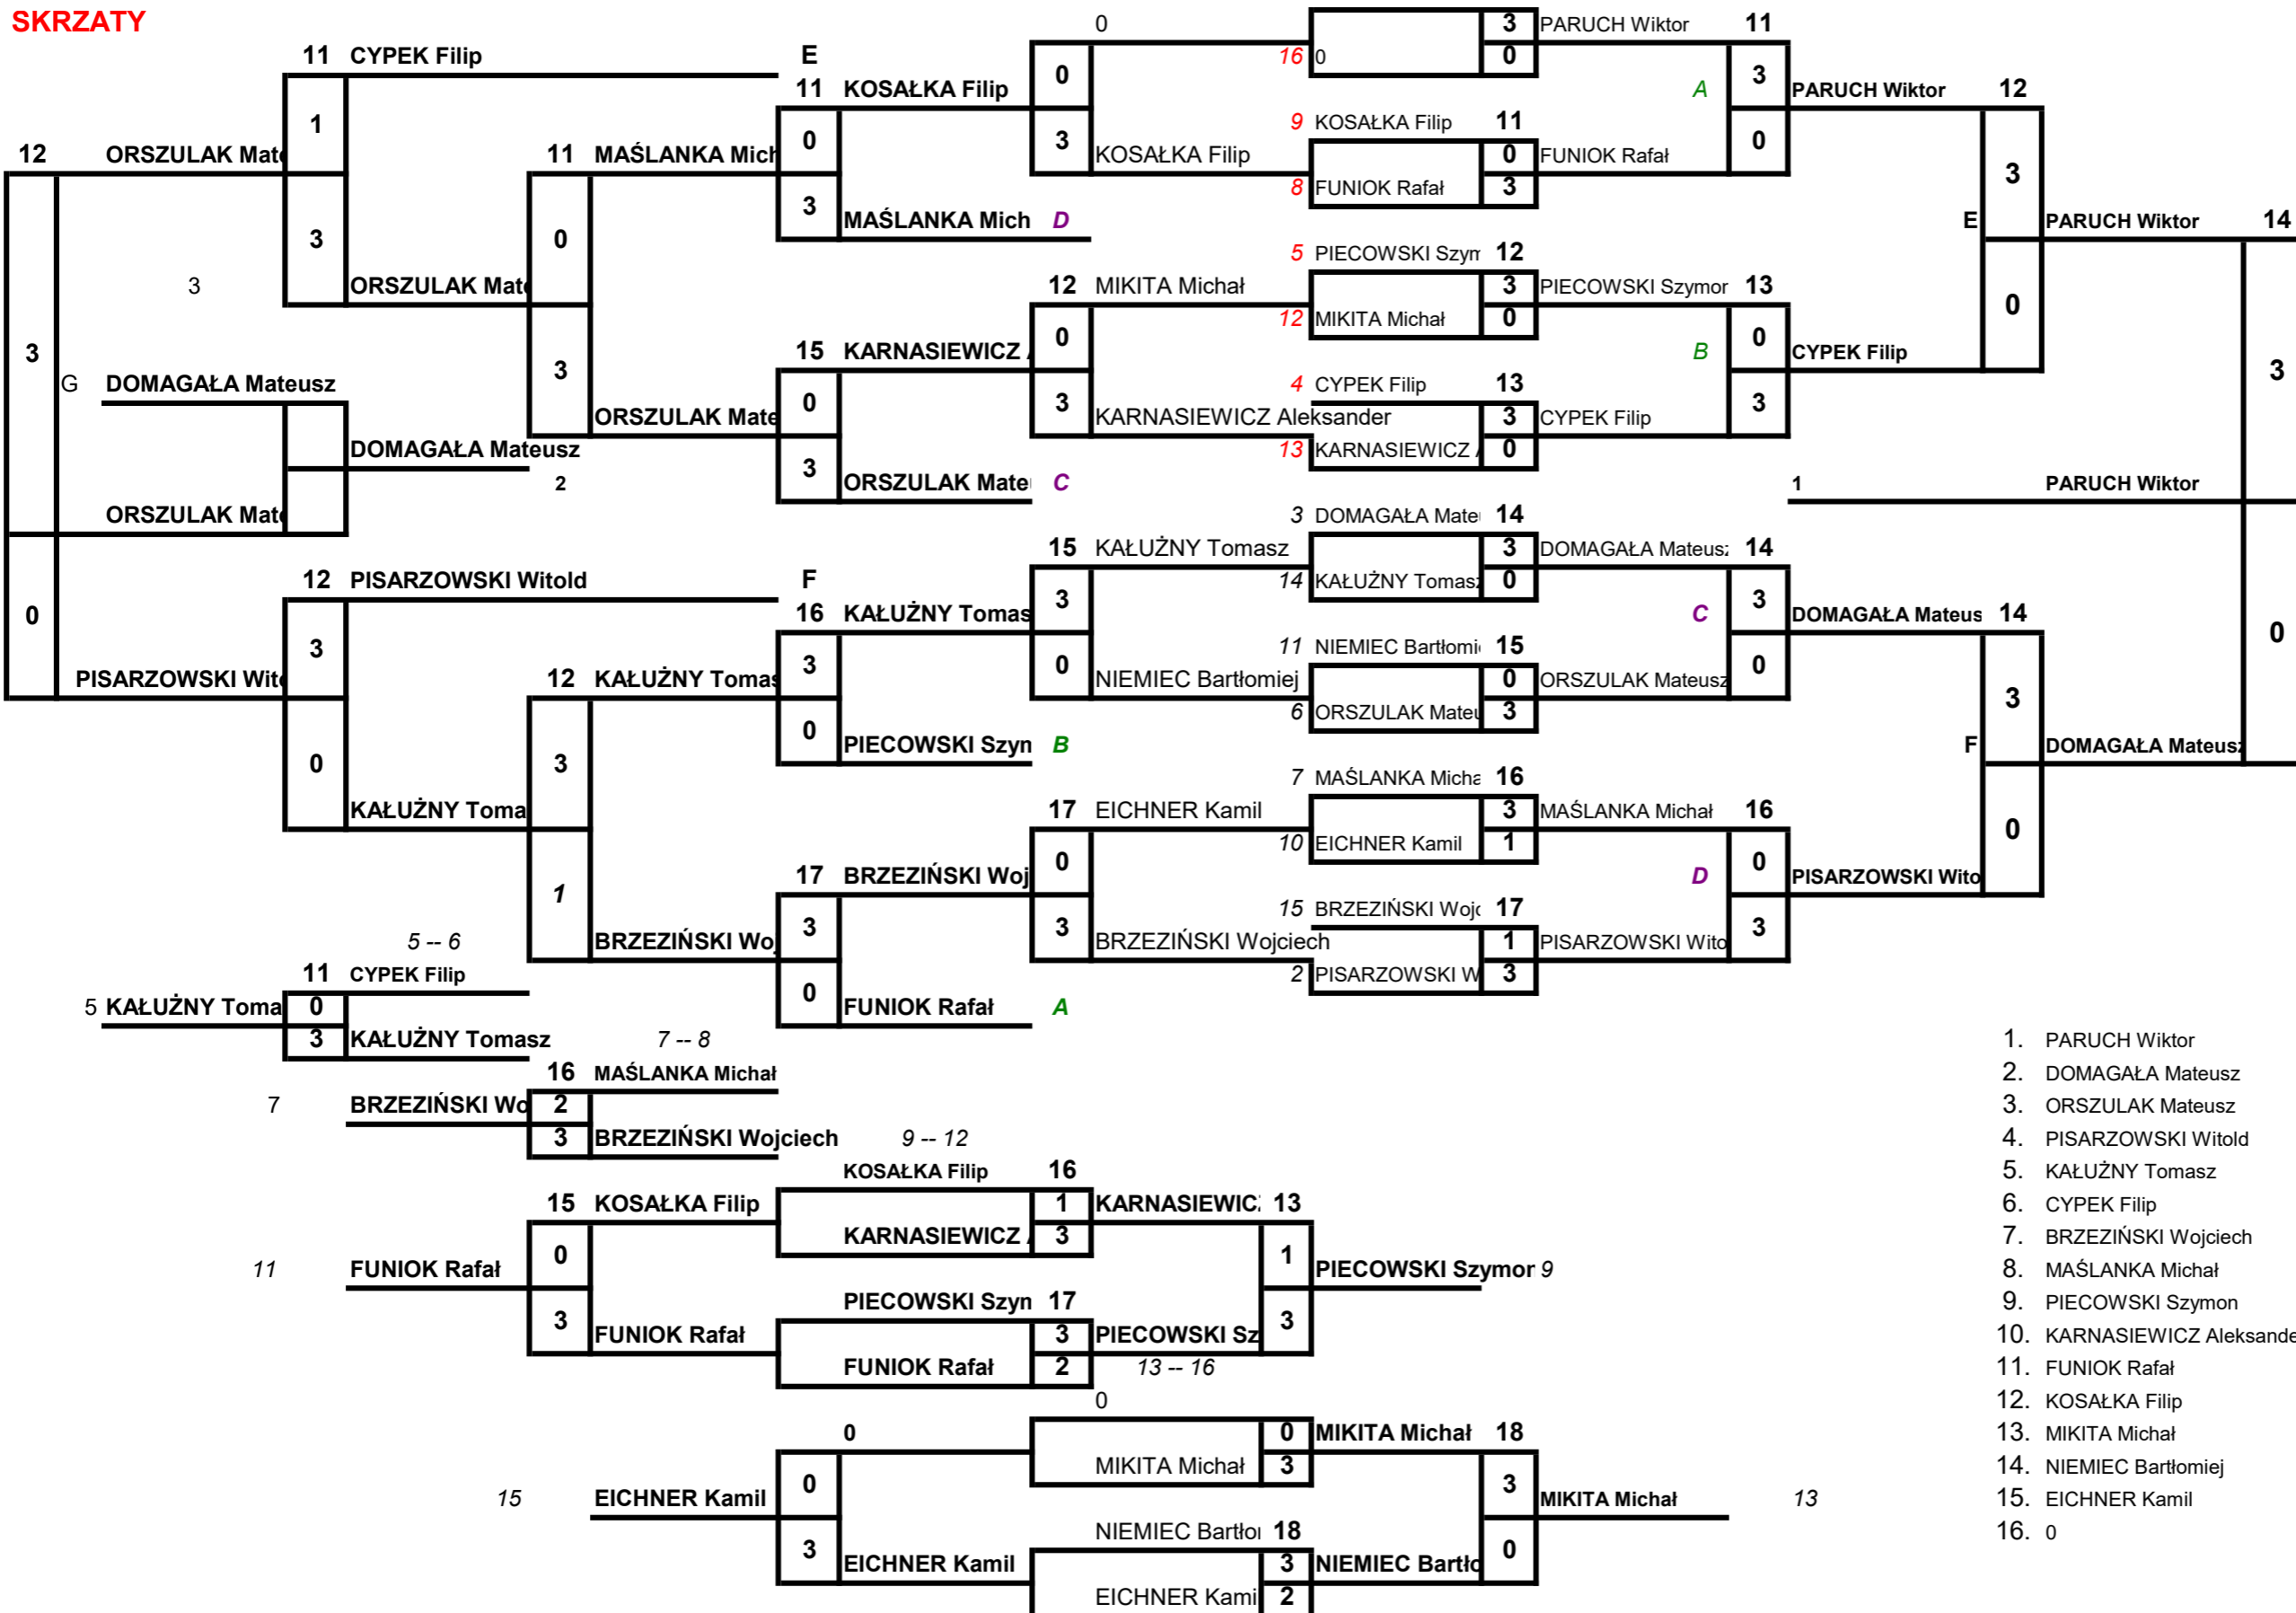 SKRZATY
0 3 PARUCH Wiktor 11
11 CYPEK Filip E 0 16 0 0 3
11 KOSAŁKA Filip A PARUCH Wiktor 12
1 0 3 9 KOSAŁKA Filip 11 0
12 ORSZULAK Mate 11 MAŚLANKA Mich KOSAŁKA Filip 0 FUNIOK Rafał 3
3 8 FUNIOK Rafał 3
3 0 MAŚLANKA Mich D E PARUCH Wiktor 14
5 PIECOWSKI Szym 12
3 ORSZULAK Mate 12 MIKITA Michał 3 PIECOWSKI Szymor 13 0
0 12 MIKITA Michał 0 0
3 15 KARNASIEWICZ A B CYPEK Filip
G DOMAGAŁA Mateusz 3 0 3 4 CYPEK Filip 13 3 3
ORSZULAK Mate KARNASIEWICZ Aleksander 3 CYPEK Filip
DOMAGAŁA Mateusz 3 13 KARNASIEWICZ A 0
2 ORSZULAK Mate C 1 PARUCH Wiktor
ORSZULAK Mate 3 DOMAGAŁA Mate 14
15 KAŁUŻNY Tomasz 3 DOMAGAŁA Mateusz 14
12 PISARZOWSKI Witold F 3 14 KAŁUŻNY Tomasz 0 3
0 16 KAŁUŻNY Tomas C DOMAGAŁA Mateus 14 0
3 3 0 11 NIEMIEC Bartłomi 15 0
PISARZOWSKI Wito 12 KAŁUŻNY Tomas NIEMIEC Bartłomiej 0 ORSZULAK Mateusz 3
0 6 ORSZULAK Mateu 3
0 3 PIECOWSKI Szyn B F DOMAGAŁA Mateusz
7 MAŚLANKA Micha 16
KAŁUŻNY Toma 17 EICHNER Kamil 3 MAŚLANKA Michał 16 0
0 10 EICHNER Kamil 1 0
1 17 BRZEZIŃSKI Woj D PISARZOWSKI Wito
5 -- 6 3 3 15 BRZEZIŃSKI Wojc 17 3
BRZEZIŃSKI Wo BRZEZIŃSKI Wojciech 1 PISARZOWSKI Wito
11 CYPEK Filip 0 2 PISARZOWSKI W 3
5 KAŁUŻNY Toma 0 FUNIOK Rafał A
3 KAŁUŻNY Tomasz 7 -- 8 1. PARUCH Wiktor
16 MAŚLANKA Michał 2. DOMAGAŁA Mateusz
7 BRZEZIŃSKI Wo 2 3. ORSZULAK Mateusz
3 BRZEZIŃSKI Wojciech 9 -- 12 4. PISARZOWSKI Witold
KOSAŁKA Filip 16 5. KAŁUŻNY Tomasz
15 KOSAŁKA Filip 1 KARNASIEWIC 13 6. CYPEK Filip
0 KARNASIEWICZ A 3 7. BRZEZIŃSKI Wojciech
11 FUNIOK Rafał 1 PIECOWSKI Szymor 9 8. MAŚLANKA Michał
3 PIECOWSKI Szyn 17 3 9. PIECOWSKI Szymon
FUNIOK Rafał 3 PIECOWSKI Sz 10. KARNASIEWICZ Aleksande
FUNIOK Rafał 2 13 -- 16 11. FUNIOK Rafał
0 12. KOSAŁKA Filip
0 0 MIKITA Michał 18 13. MIKITA Michał
0 MIKITA Michał 3 3 14. NIEMIEC Bartłomiej
15 EICHNER Kamil MIKITA Michał 13 15. EICHNER Kamil
3 NIEMIEC Bartłor 18 0 16. 0
EICHNER Kamil 3 NIEMIEC Bartło
EICHNER Kami 2